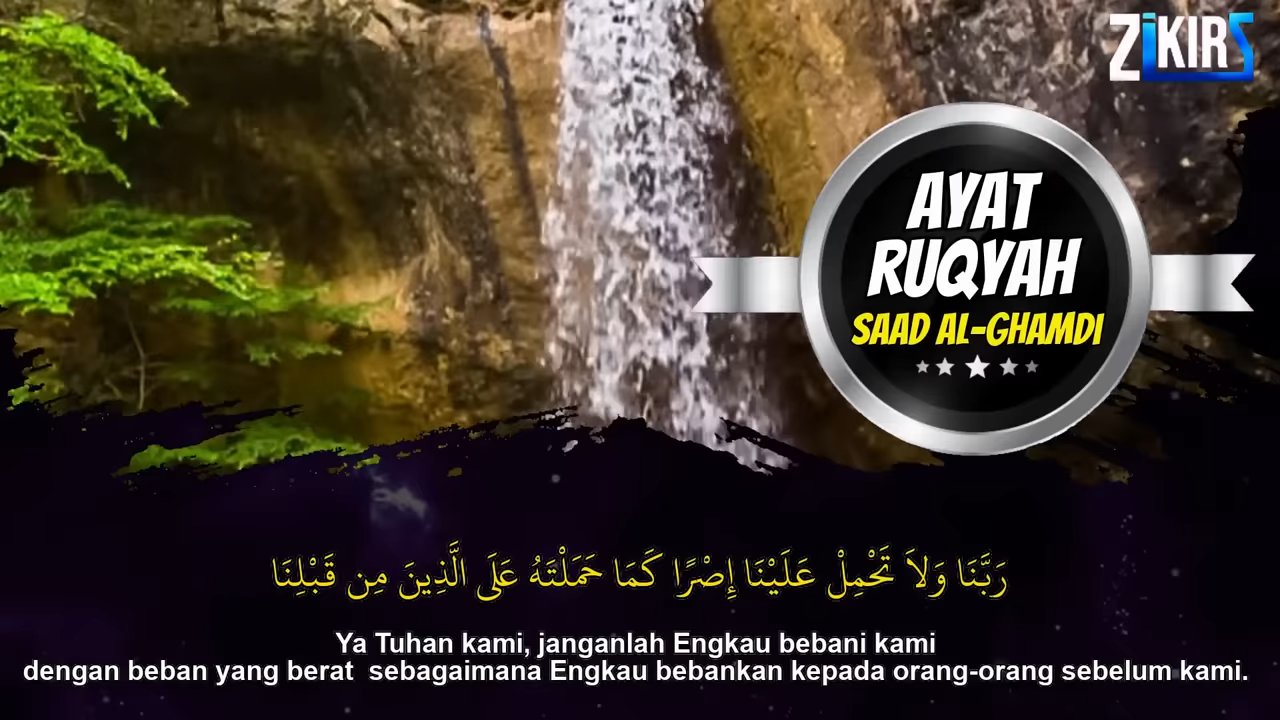 ZiKIRS
AYAT
RUQYAH
SAAD AL-GHAMDI
رَبَّنَا وَلاَ تَحْمِلْ عَلَيْنَا إِصْرًا كَمَا حَمَلْتَهُ عَلَى الَّذِينَ مِن قَبْلِنَا
Ya Tuhan kami, janganlah Engkau bebani kami
dengan beban yang berat  sebagaimana Engkau bebankan kepada orang-orang sebelum kami.